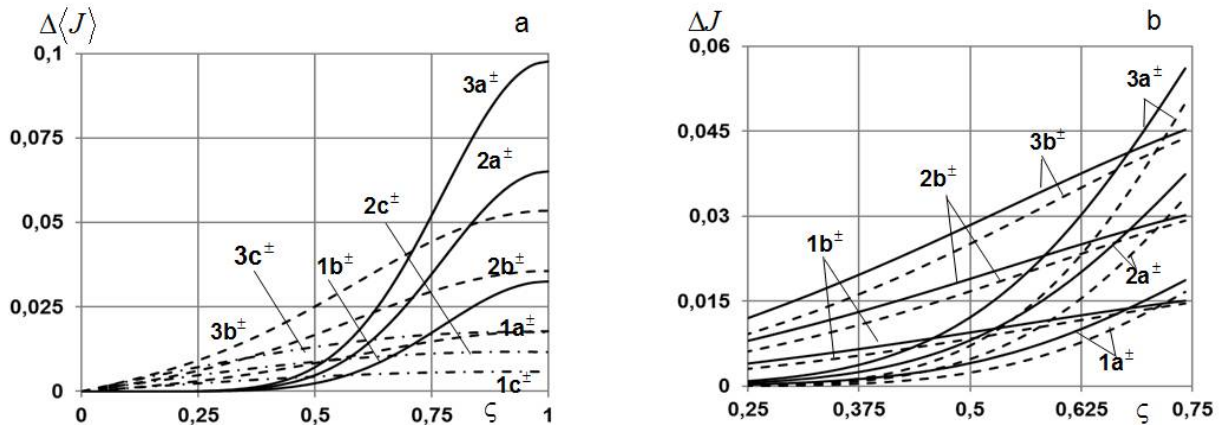 Δ⟨J⟩
a
0,1
3a±
0,075
2a±
2c±
0,05
3c±
1b±
2b±
0,025
3b±
1a±
1c±
0
0
0,25
0,5
0,75
ς
1
ΔJ
b
0,06
3a±
0,045
3b±
2b±
0,03
1b±
2a±
0,015
1a±
0
0,25
0,375
0,5
0,625
ς
0,75